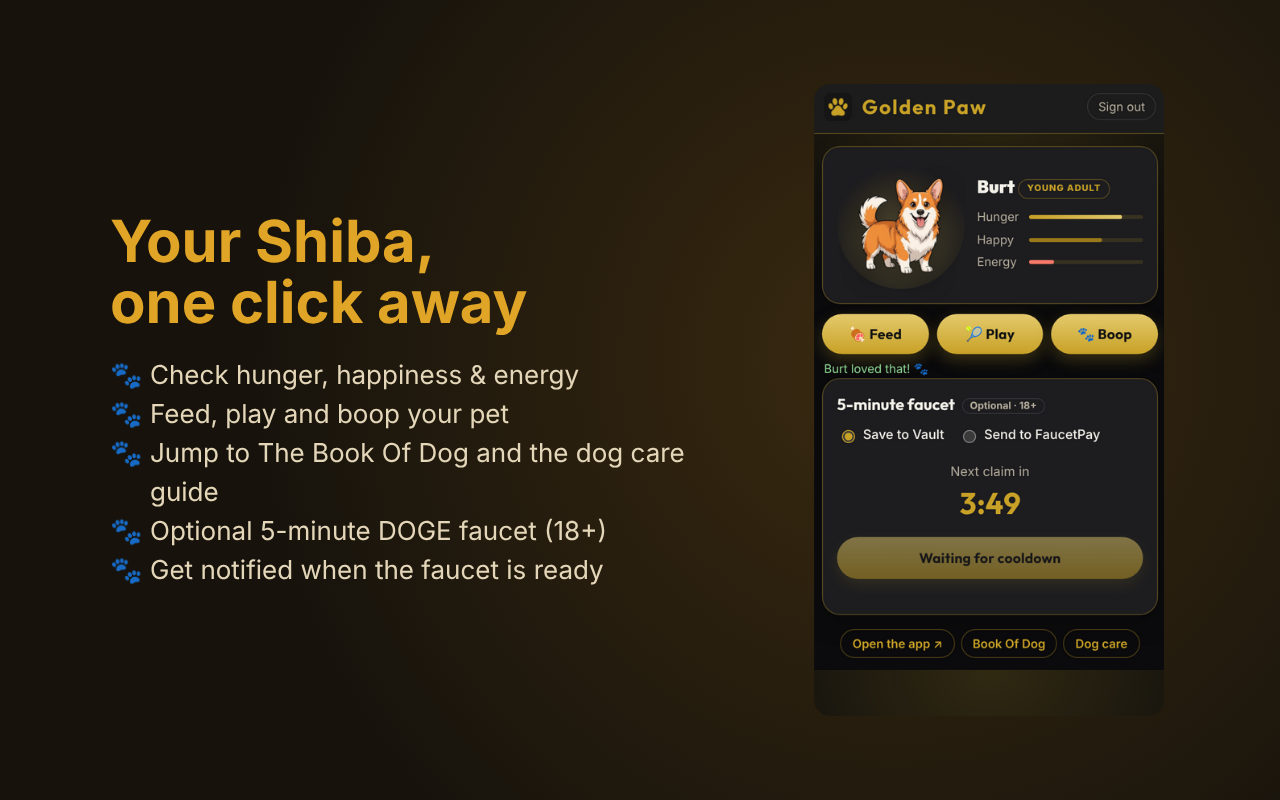 Your Shiba,
one click away
🐾 Check hunger, happiness & energy
🐾 Feed, play and boop your pet
🐾 Jump to The Book Of Dog and the dog care
guide
🐾 Optional 5-minute DOGE faucet (18+)
🐾 Get notified when the faucet is ready
Golden Paw
Sign out
Burt YOUNG ADULT
Hunger
Happy
Energy
🍖 Feed
🎾 Play
🐾 Boop
Burt loved that! 🐾
5-minute faucet Optional · 18+
Save to Vault
Send to FaucetPay
Next claim in
3:49
Waiting for cooldown
Open the app ↗
Book Of Dog
Dog care